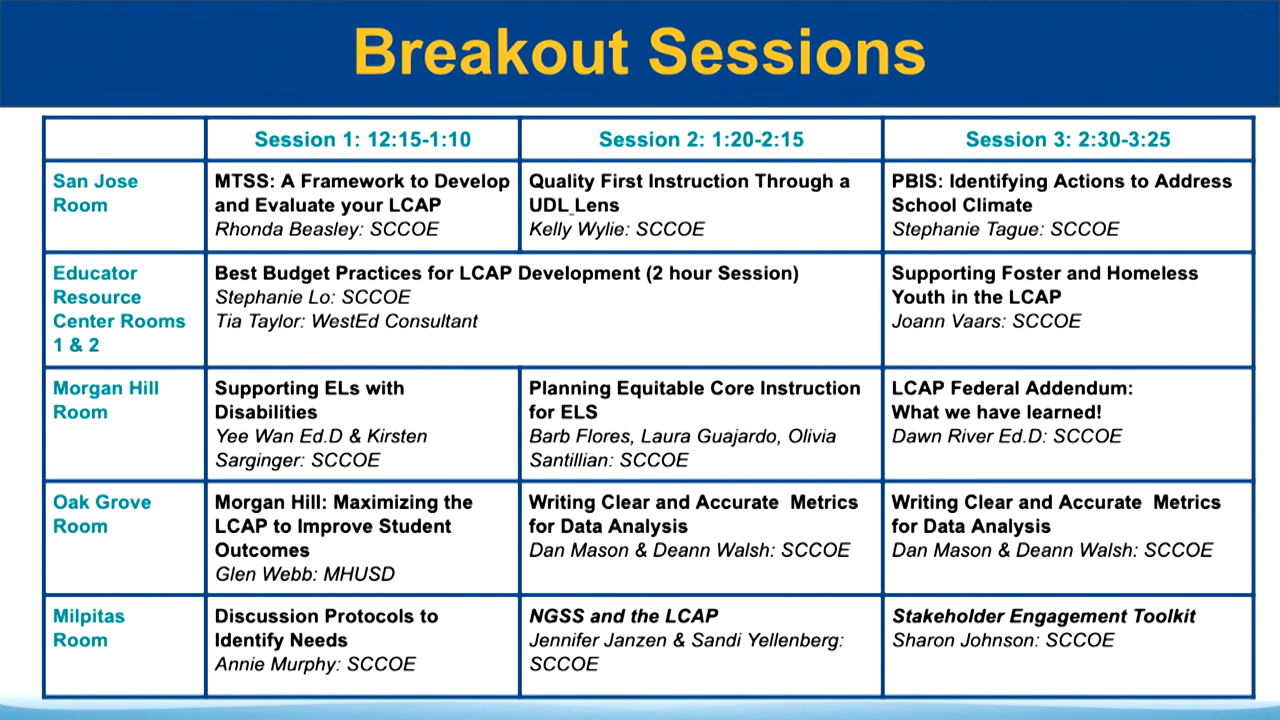 Breakout Sessions
Session 1: 12:15-1:10
Session 2: 1:20-2:15
Session 3: 2:30-3:25
San Jose
Room
MTSS: A Framework to Develop
and Evaluate your LCAP
Rhonda Beasley: SCCOE
Quality First Instruction Through a
UDL Lens
Kelly Wylie: SCCOE
PBIS: Identifying Actions to Address
School Climate
Stephanie Tague: SCCOE
Educator
Resource
Center Rooms
1 & 2
Best Budget Practices for LCAP Development (2 hour Session)
Stephanie Lo: SCCOE
Tia Taylor: WestEd Consultant
Supporting Foster and Homeless
Youth in the LCAP
Joann Vaars: SCCOE
Morgan Hill
Room
Supporting ELs with
Disabilities
Yee Wan Ed.D & Kirsten
Sarginger: SCCOE
Planning Equitable Core Instruction
for ELS
Barb Flores, Laura Guajardo, Olivia
Santillian: SCCOE
LCAP Federal Addendum:
What we have learned!
Dawn River Ed.D: SCCOE
Oak Grove
Room
Morgan Hill: Maximizing the
LCAP to Improve Student
Outcomes
Glen Webb: MHUSD
Writing Clear and Accurate  Metrics
for Data Analysis
Dan Mason & Deann Walsh: SCCOE
Writing Clear and Accurate  Metrics
for Data Analysis
Dan Mason & Deann Walsh: SCCOE
Milpitas
Room
Discussion Protocols to
Identify Needs
Annie Murphy: SCCOE
NGSS and the LCAP
Jennifer Janzen & Sandi Yellenberg:
SCCOE
Stakeholder Engagement Toolkit
Sharon Johnson: SCCOE